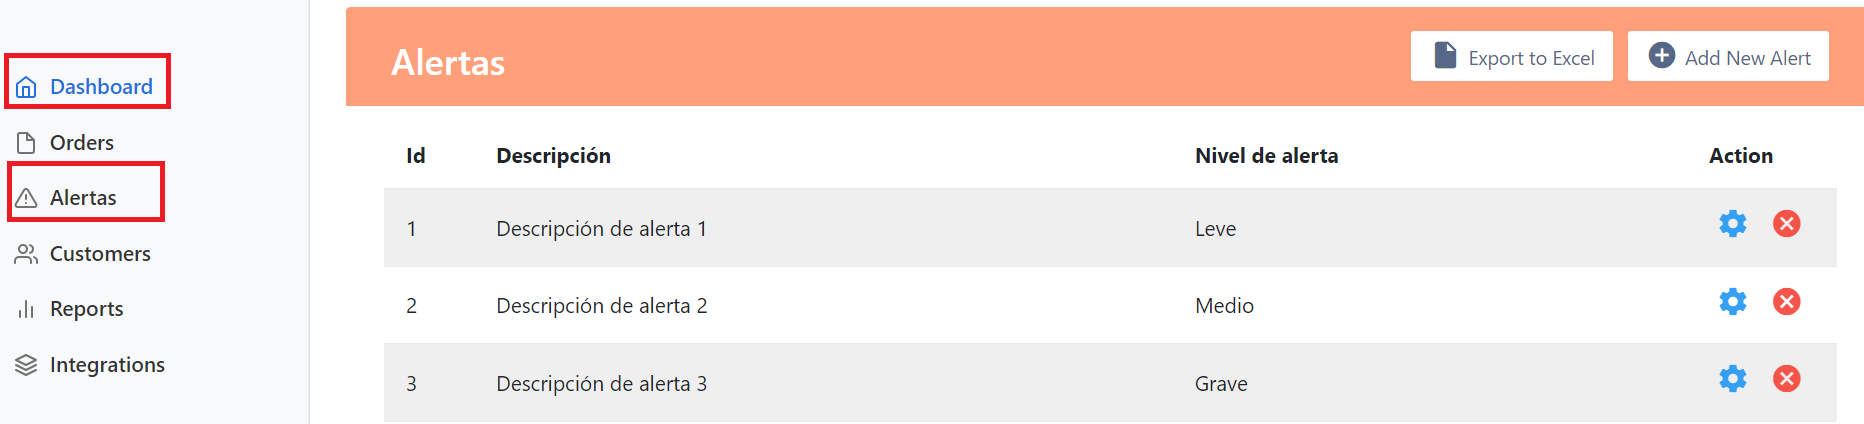 Dashboard
Orders
Alertas
Customers
Reports
Integrations
Alertas
Export to Excel
Add New Alert
Id Descripción Nivel de alerta Action
1 Descripción de alerta 1 Leve
2 Descripción de alerta 2 Medio
3 Descripción de alerta 3 Grave